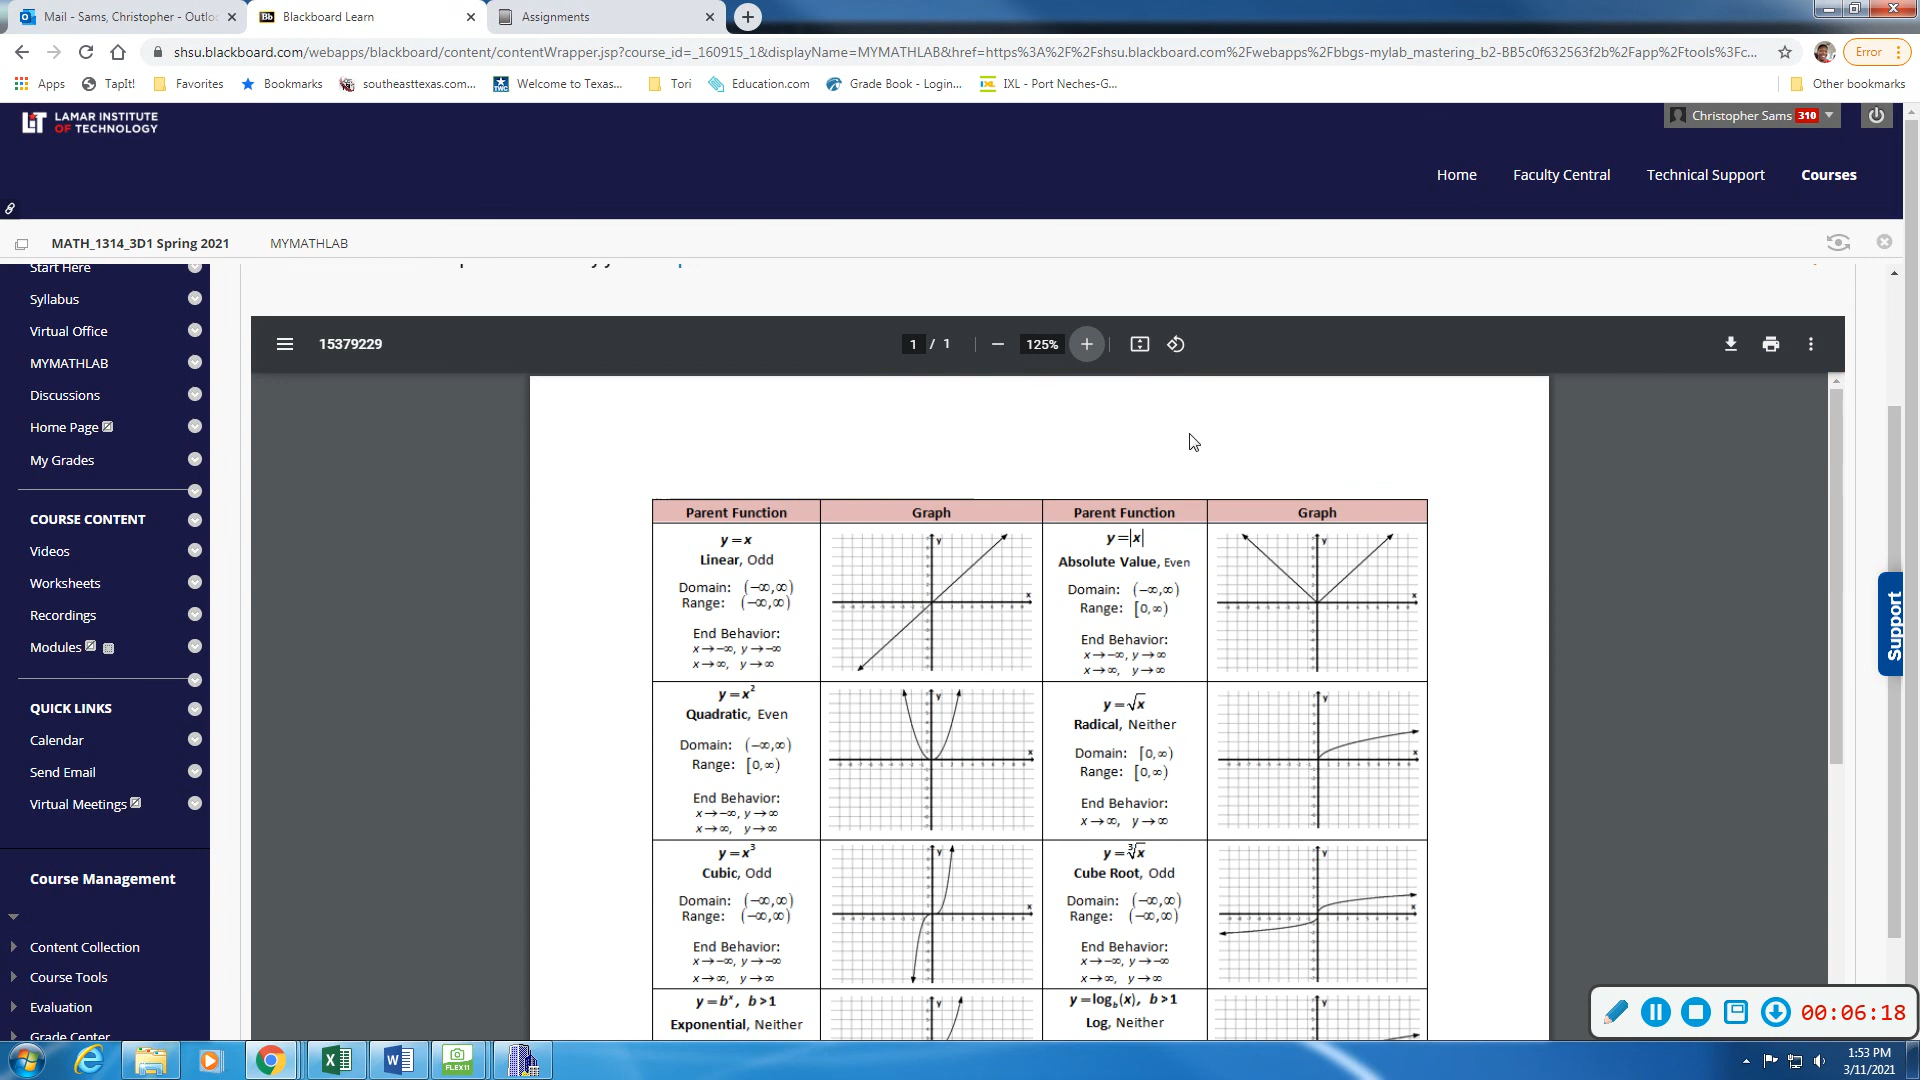 Mail - Sams, Christopher - Outlo
Blackboard Learn
Assignments
shsu.blackboard.com/webapps/blackboard/content/contentWrapper.jsp?course_id=_160915_1&displayName=MYMATHLAB&href=https%3A%2F%2Fshsu.blackboard.com%2Fwebapps%2Fbbgs-mylab_mastering_b2-BB5c0f632563f2b%2Fapp%2Ftools%3Fc...
Error
Apps
TapIt!
Favorites
Bookmarks
southeasttexas.com...
Welcome to Texas...
Tori
Education.com
Grade Book - Login...
IXL - Port Neches-G...
Other bookmarks
LIT LAMAR INSTITUTE
OF TECHNOLOGY
Christopher Sams 310
Home
Faculty Central
Technical Support
Courses
MATH_1314_3D1 Spring 2021
MYMATHLAB
Start Here
Syllabus
Virtual Office
MYMATHLAB
Discussions
Home Page
My Grades
COURSE CONTENT
Videos
Worksheets
Recordings
Modules
QUICK LINKS
Calendar
Send Email
Virtual Meetings
Course Management
Content Collection
Course Tools
Evaluation
Grade Center
15379229
1 / 1
125%
Parent Function
Graph
Parent Function
Graph
y = x
Linear, Odd
Domain: (−∞,∞)
Range: (−∞,∞)
End Behavior:
x→−∞, y→−∞
x→∞, y→∞
y
x
y = |x|
Absolute Value, Even
Domain: (−∞,∞)
Range: [0,∞)
End Behavior:
x→−∞, y→∞
x→∞, y→∞
y
x
y = x²
Quadratic, Even
Domain: (−∞,∞)
Range: [0,∞)
End Behavior:
x→−∞, y→∞
x→∞, y→∞
y
x
y = √x
Radical, Neither
Domain: [0,∞)
Range: [0,∞)
End Behavior:
x→∞, y→∞
y
x
y = x³
Cubic, Odd
Domain: (−∞,∞)
Range: (−∞,∞)
End Behavior:
x→−∞, y→−∞
x→∞, y→∞
y
x
y = ∛x
Cube Root, Odd
Domain: (−∞,∞)
Range: (−∞,∞)
End Behavior:
x→−∞, y→−∞
x→∞, y→∞
y
x
y = bˣ, b > 1
Exponential, Neither
y
y = log_b(x), b > 1
Log, Neither
y
Support
00:06:18
FLEX11
1:53 PM
3/11/2021